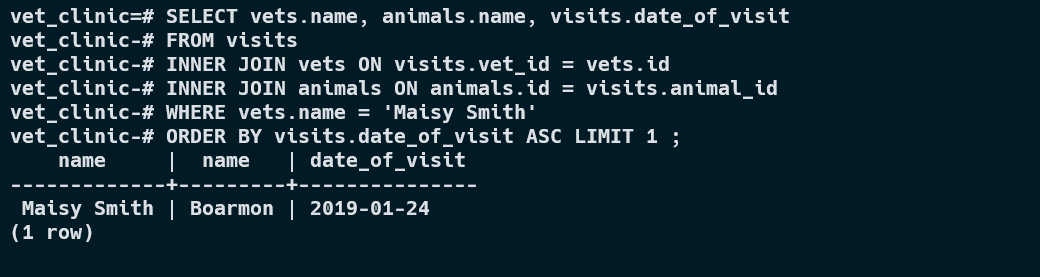 vet_clinic=# SELECT vets.name, animals.name, visits.date_of_visit
vet_clinic-# FROM visits
vet_clinic-# INNER JOIN vets ON visits.vet_id = vets.id
vet_clinic-# INNER JOIN animals ON animals.id = visits.animal_id
vet_clinic-# WHERE vets.name = 'Maisy Smith'
vet_clinic-# ORDER BY visits.date_of_visit ASC LIMIT 1 ;
    name     |  name   | date_of_visit
-------------+---------+---------------
 Maisy Smith | Boarmon | 2019-01-24
(1 row)